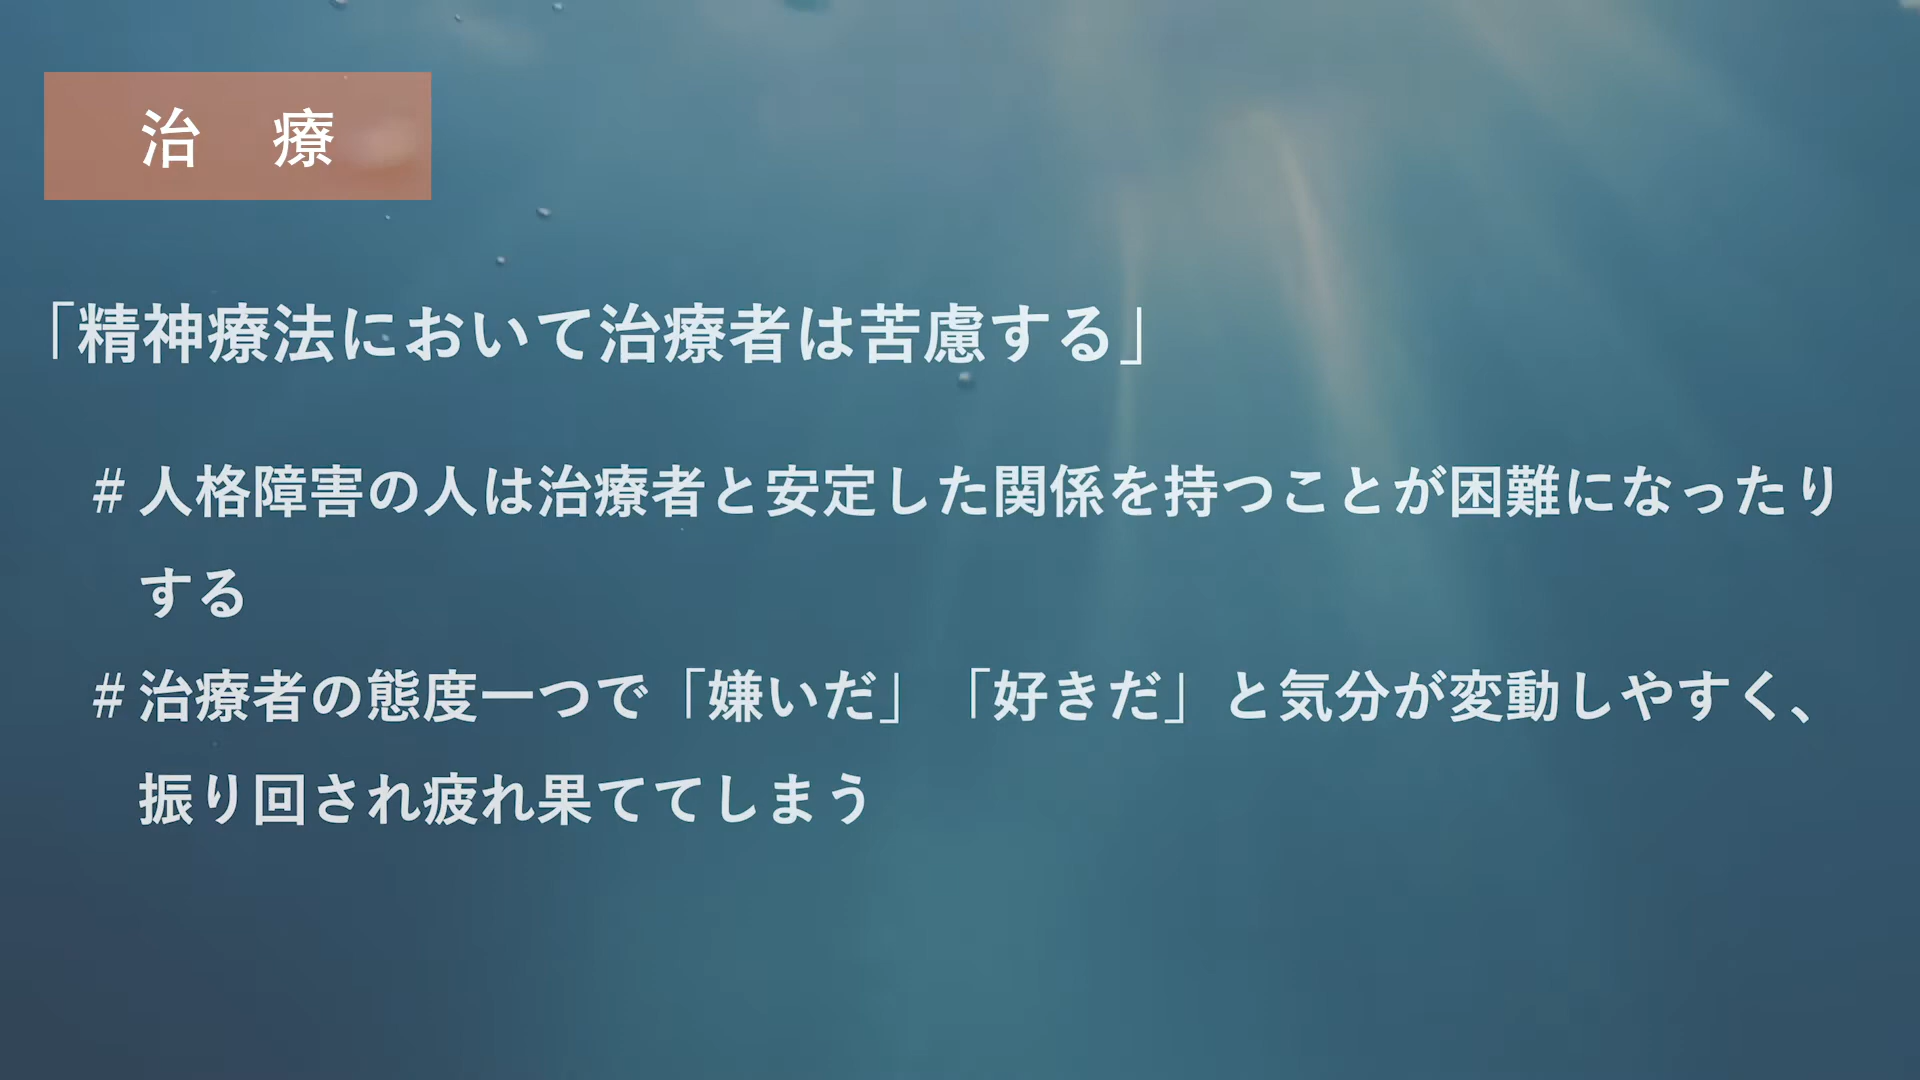 治　療
「精神療法において治療者は苦慮する」
＃人格障害の人は治療者と安定した関係を持つことが困難になったり
する
＃治療者の態度一つで「嫌いだ」「好きだ」と気分が変動しやすく、
振り回され疲れ果ててしまう